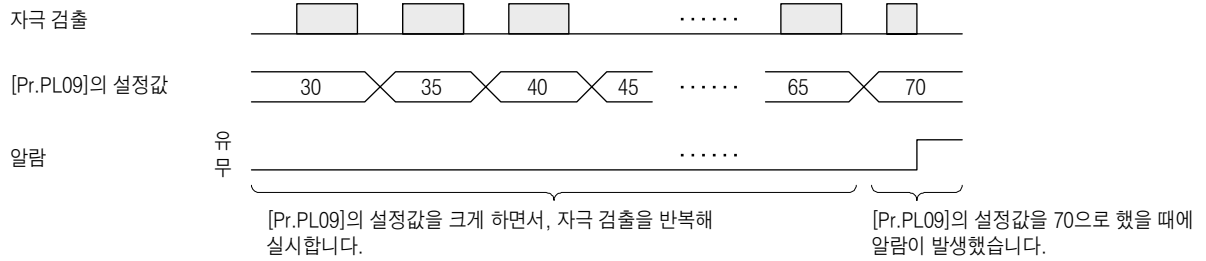 자극 검출
······
[Pr.PL09]의 설정값
30 35 40 45 ······ 65 70
알람
유
무
······
[Pr.PL09]의 설정값을 크게 하면서, 자극 검출을 반복해
실시합니다.
[Pr.PL09]의 설정값을 70으로 했을 때에
알람이 발생했습니다.